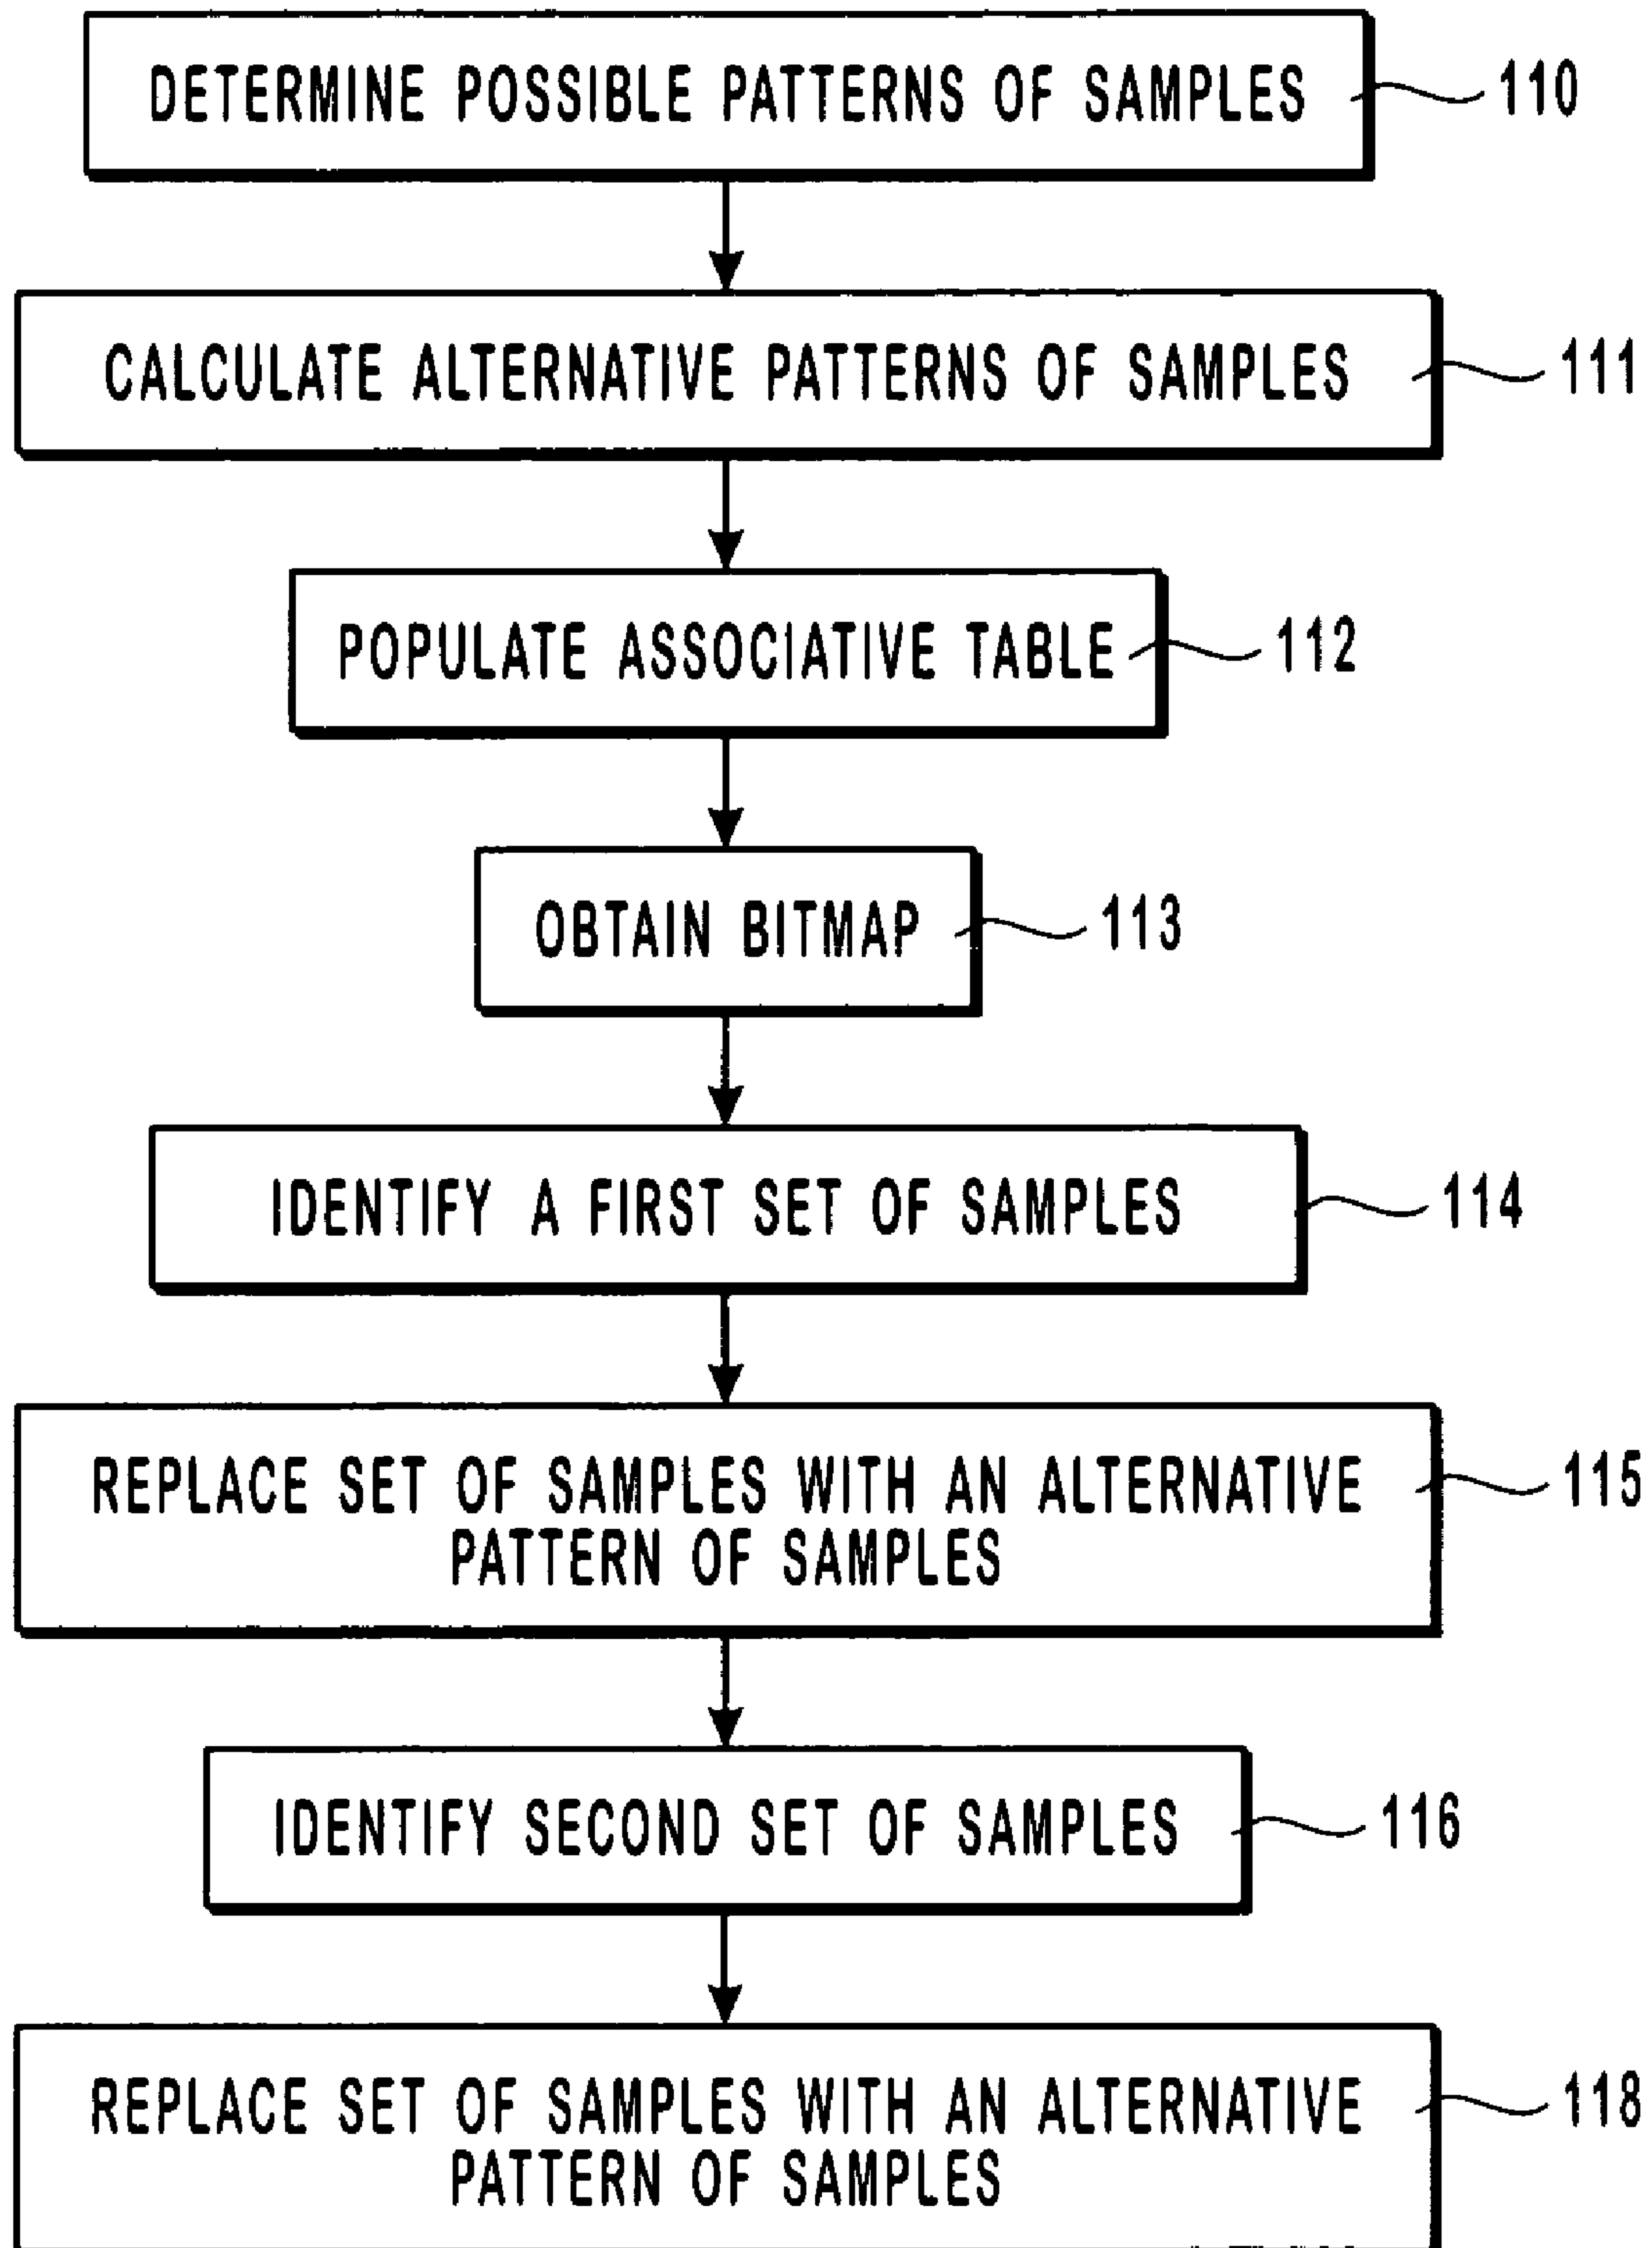 DETERMINE POSSIBLE PATTERNS OF SAMPLES
110
CALCULATE ALTERNATIVE PATTERNS OF SAMPLES
111
POPULATE ASSOCIATIVE TABLE
112
OBTAIN BITMAP
113
IDENTIFY A FIRST SET OF SAMPLES
114
REPLACE SET OF SAMPLES WITH AN ALTERNATIVE
PATTERN OF SAMPLES
115
IDENTIFY SECOND SET OF SAMPLES
116
REPLACE SET OF SAMPLES WITH AN ALTERNATIVE
PATTERN OF SAMPLES
118